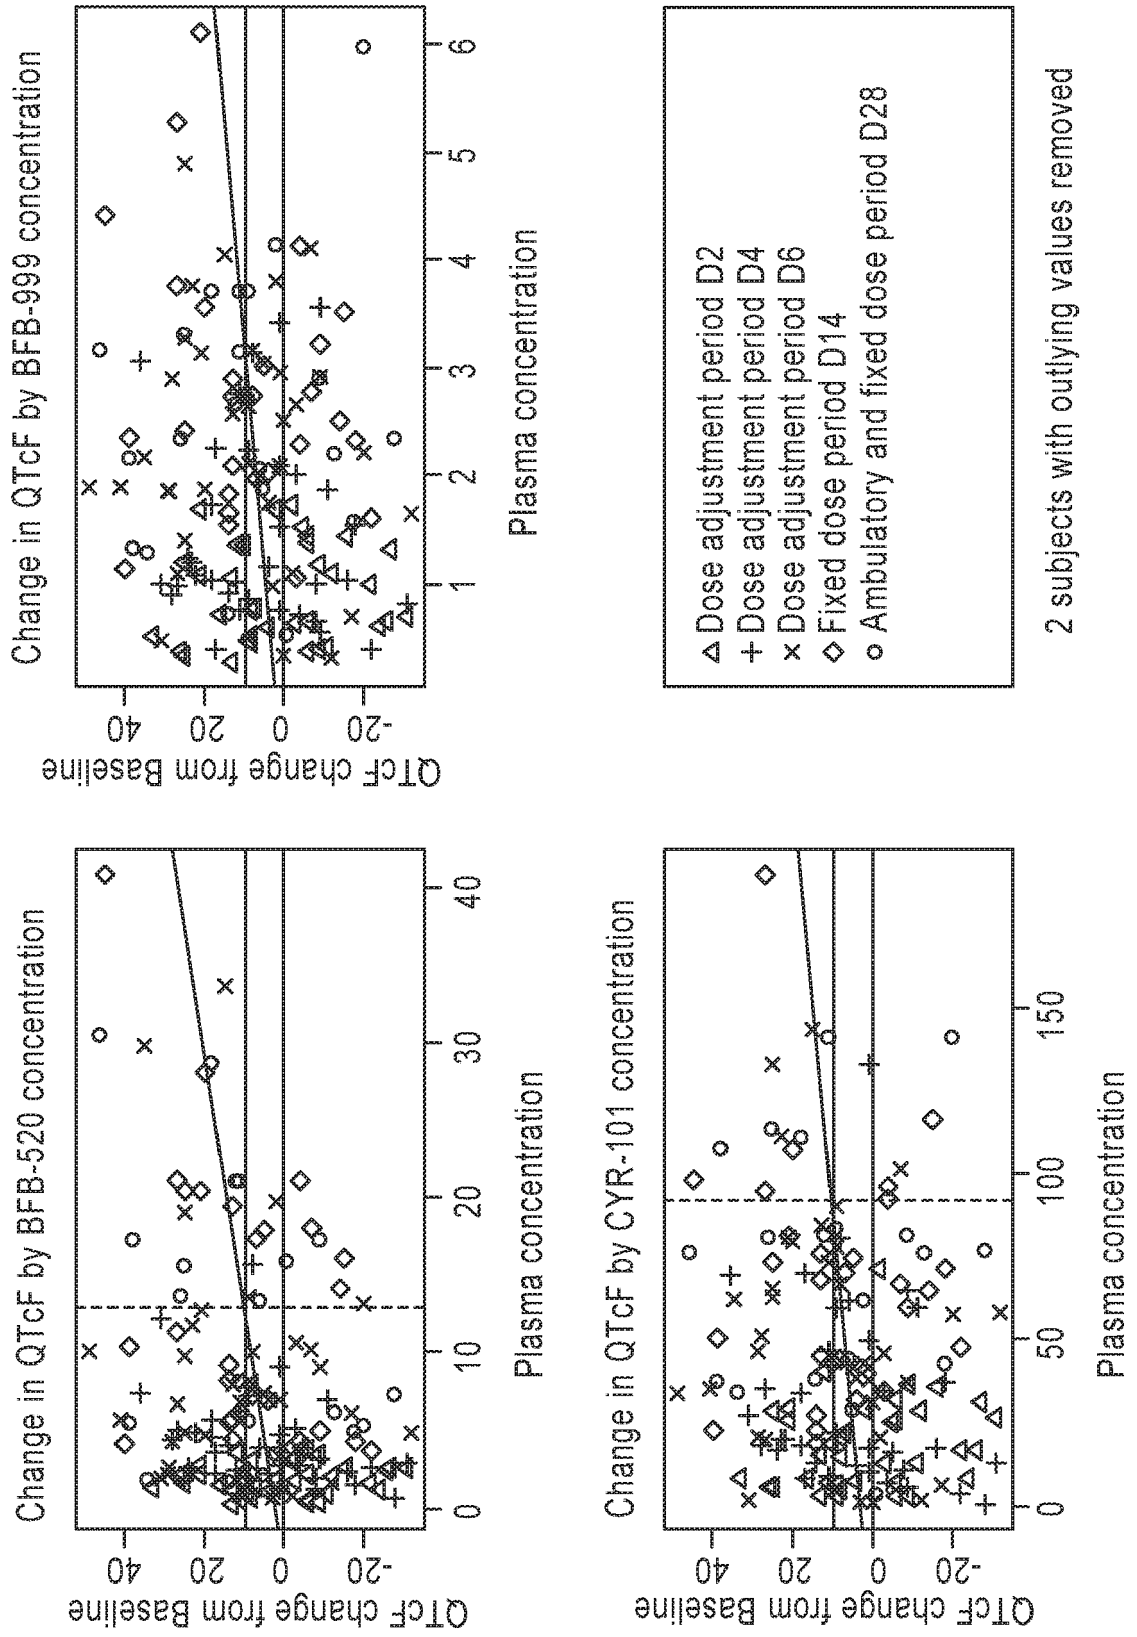 Change in QTcF by BFB-520 concentration
QTcF change from Baseline
40
20
0
-20
0
10
20
30
40
Plasma concentration
Change in QTcF by BFB-999 concentration
QTcF change from Baseline
40
20
0
-20
1
2
3
4
5
6
Plasma concentration
Change in QTcF by CYR-101 concentration
QTcF change from Baseline
40
20
0
-20
0
50
100
150
Plasma concentration
Dose adjustment period D2
Dose adjustment period D4
Dose adjustment period D6
Fixed dose period D14
Ambulatory and fixed dose period D28
2 subjects with outlying values removed